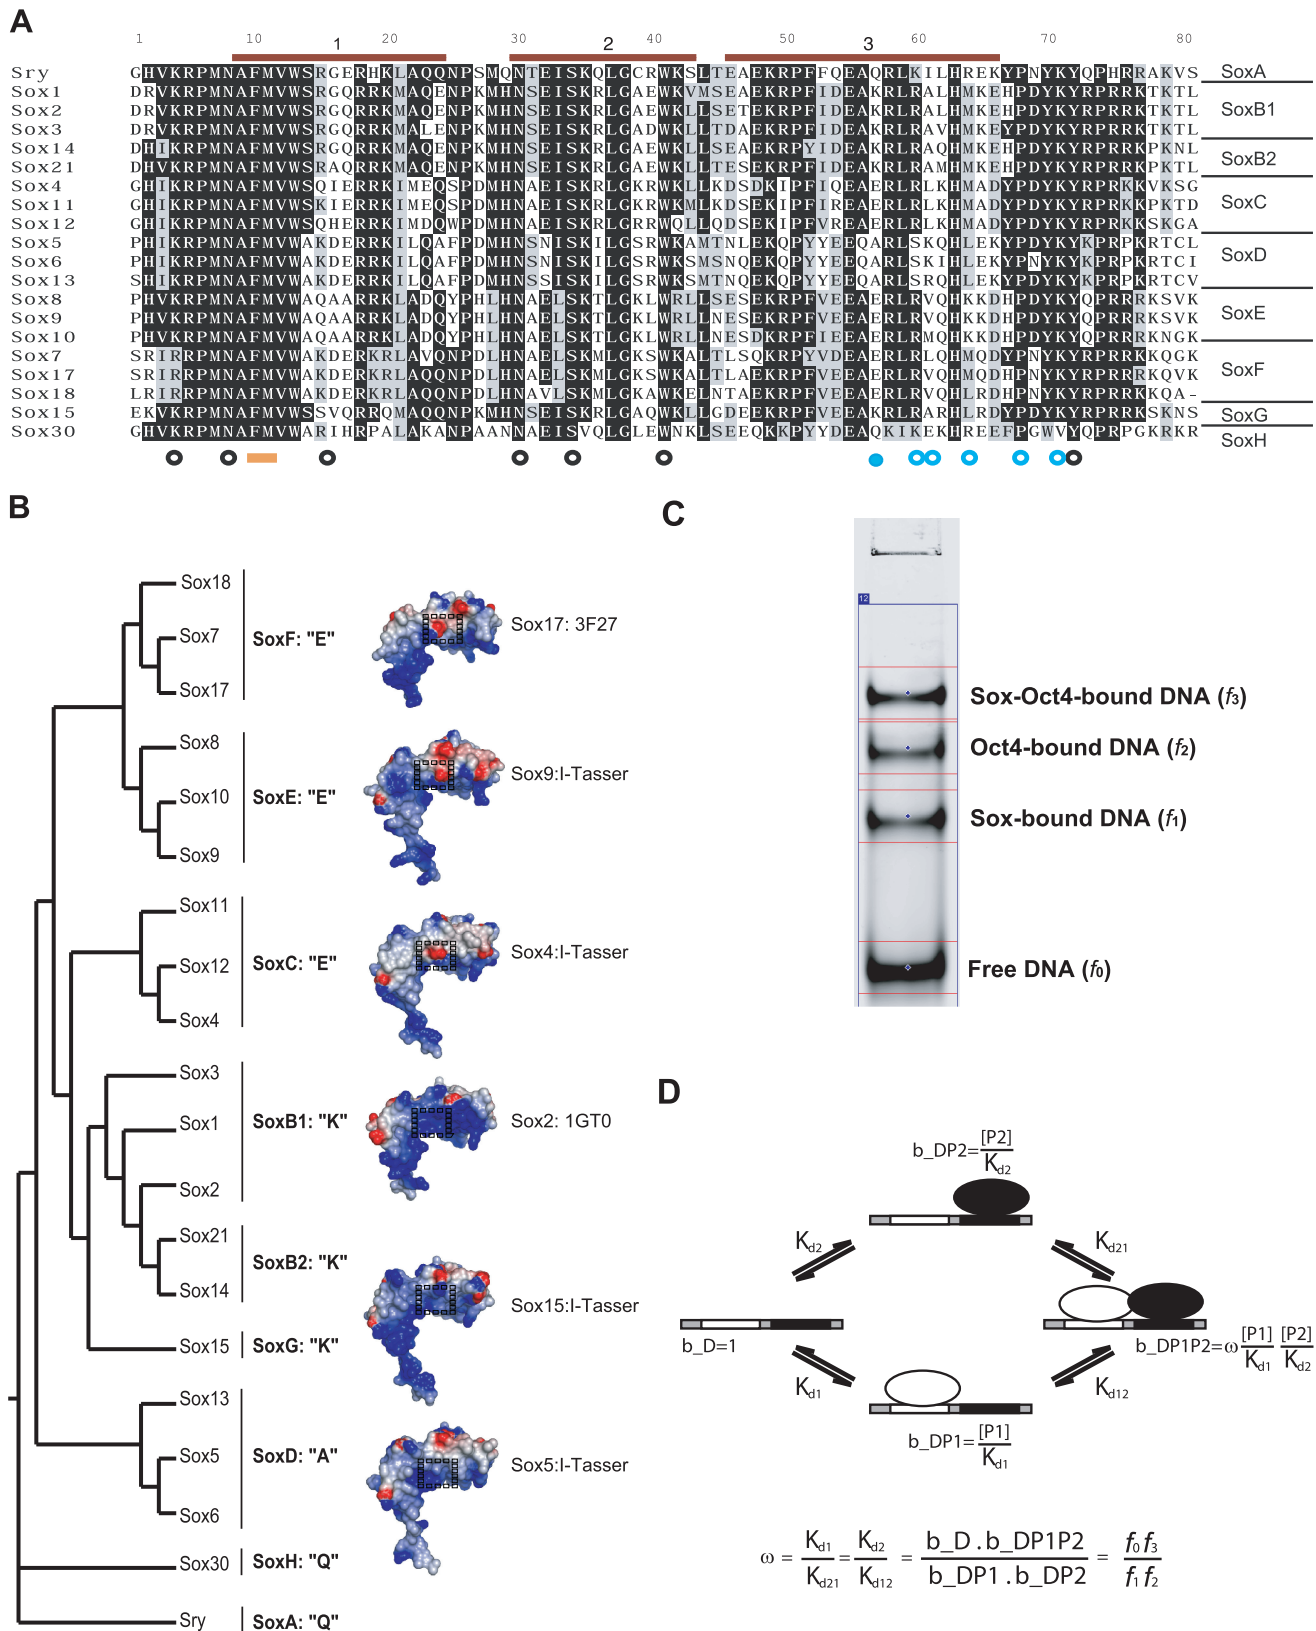 A
1 10 1 20 30 2 40 50 3 60 70 80
Sry GHVKRPMNAFMVWSRGERHKLAQQNPSMQNTEISKQLGCRWKSLTEAEKRPFFQEAQRLKILHREKYPNYKYQPHRRAKVS SoxA
Sox1 DRVKRPMNAFMVWSRGQRRKMAQENPKMHNSEISKRLGAEWKVMSEAEKRPFIDEAKRLRALHMKEHPDYKYRPRRKTKTL
Sox2 DRVKRPMNAFMVWSRGQRRKMAQENPKMHNSEISKRLGAEWKLLSETEKRPFIDEAKRLRALHMKEHPDYKYRPRRKTKTL SoxB1
Sox3 DRVKRPMNAFMVWSRGQRRKMALENPKMHNSEISKRLGADWKLLTDAEKRPFIDEAKRLRAVHMKEYPDYKYRPRRKTKTL
Sox14 DHIKRPMNAFMVWSRGQRRKMAQENPKMHNSEISKRLGAEWKLLSEAEKRPYIDEAKRLRAQHMKEHPDYKYRPRRKPKNL SoxB2
Sox21 DHVKRPMNAFMVWSRAQRRKMAQENPKMHNSEISKRLGAEWKLLSEAEKRPFIDEAKRLRAMHMKEHPDYKYRPRRKPKTL
Sox4 GHIKRPMNAFMVWSQIERRKIMEQSPDMHNAEISKRLGKRWKLLKDSDKIPFIQEAERLRLKHMADYPDYKYRPRKKVKSG
Sox11 GHIKRPMNAFMVWSKIERRKIMEQSPDMHNAEISKRLGKRWKMLKDSEKIPFIREAERLRLKHMADYPDYKYRPRKKPKTD SoxC
Sox12 GHIKRPMNAFMVWSQHERRKIMDQWPDMHNAEISKRLGRRWQLLQDSEKIPFVREAERLRLKHMADYPDYKYRPRKKSKGA
Sox5 PHIKRPMNAFMVWAKDERRKILQAFPDMHNSNISKILGSRWKAMTNLEKQPYYEEQARLSKQHLEKYPDYKYKPRPKRTCL
Sox6 PHIKRPMNAFMVWAKDERRKILQAFPDMHNSNISKILGSRWKSMSNQEKQPYYEEQARLSKIHLEKYPNYKYKPRPKRTCI SoxD
Sox13 SHIKRPMNAFMVWAKDERRKILQAFPDMHNSSISKILGSRWKSMTNQEKQPYYEEQARLSRQHLEKYPDYKYKPRPKRTCV
Sox8 PHVKRPMNAFMVWAQAARRKLADQYPHLHNAELSKTLGKLWRLLSESEKRPFVEEAERLRVQHKKDHPDYKYQPRRRKSVK
Sox9 PHVKRPMNAFMVWAQAARRKLADQYPHLHNAELSKTLGKLWRLLNESEKRPFVEEAERLRVQHKKDHPDYKYQPRRRKSVK SoxE
Sox10 PHVKRPMNAFMVWAQAARRKLADQYPHLHNAELSKTLGKLWRLLNESDKRPFIEEAERLRMQHKKDHPDYKYQPRRRKNGK
Sox7 SRIRRPMNAFMVWAKDERKRLAVQNPDLHNAELSKMLGKSWKALTLSQKRPYVDEAERLRLQHMQDYPNYKYRPRRKKQGK
Sox17 SRIRRPMNAFMVWAKDERKRLAQQNPDLHNAELSKMLGKSWKALTLAEKRPFVEEAERLRVQHMQDHPNYKYRPRRRKQVK SoxF
Sox18 LRIRRPMNAFMVWAKDERKRLAQQNPDLHNAVLSKMLGKAWKELNTAEKRPFVEEAERLRVQHLRDHPNYKYRPRRKKQA-
Sox15 EKVKRPMNAFMVWSSVQRRQMAQQNPKMHNSEISKRLGAQWKLLGDEEKRPFVEEAKRLRARHLRDYPDYKYRPRRKSKNS SoxG
Sox30 GHVKRPMNAFMVWARIHRPALAKANPAANNAEISVQLGLEWNKLSEEQKKPYYDEAQKIKEKHREEFPGWVYQPRPGKRKR SoxH
B
Sox18
Sox7 SoxF: "E" Sox17: 3F27
Sox17
Sox8
Sox10 SoxE: "E" Sox9:I-Tasser
Sox9
Sox11
Sox12 SoxC: "E" Sox4:I-Tasser
Sox4
Sox3
Sox1 SoxB1: "K" Sox2: 1GT0
Sox2
Sox21
SoxB2: "K"
Sox14
Sox15:I-Tasser
Sox15 SoxG: "K"
Sox13
Sox5 SoxD: "A" Sox5:I-Tasser
Sox6
Sox30 SoxH: "Q"
Sry SoxA: "Q"
C
12
Sox-Oct4-bound DNA (f3)
Oct4-bound DNA (f2)
Sox-bound DNA (f1)
Free DNA (f0)
D
b_DP2=[P2]/Kd2
Kd2 Kd21
b_D=1
b_DP1P2=ω[P1]/Kd1 [P2]/Kd2
Kd1 Kd12
b_DP1=[P1]/Kd1
ω = Kd1/Kd21 = Kd2/Kd12 = b_D . b_DP1P2 / b_DP1 . b_DP2 = f0 f3 / f1 f2